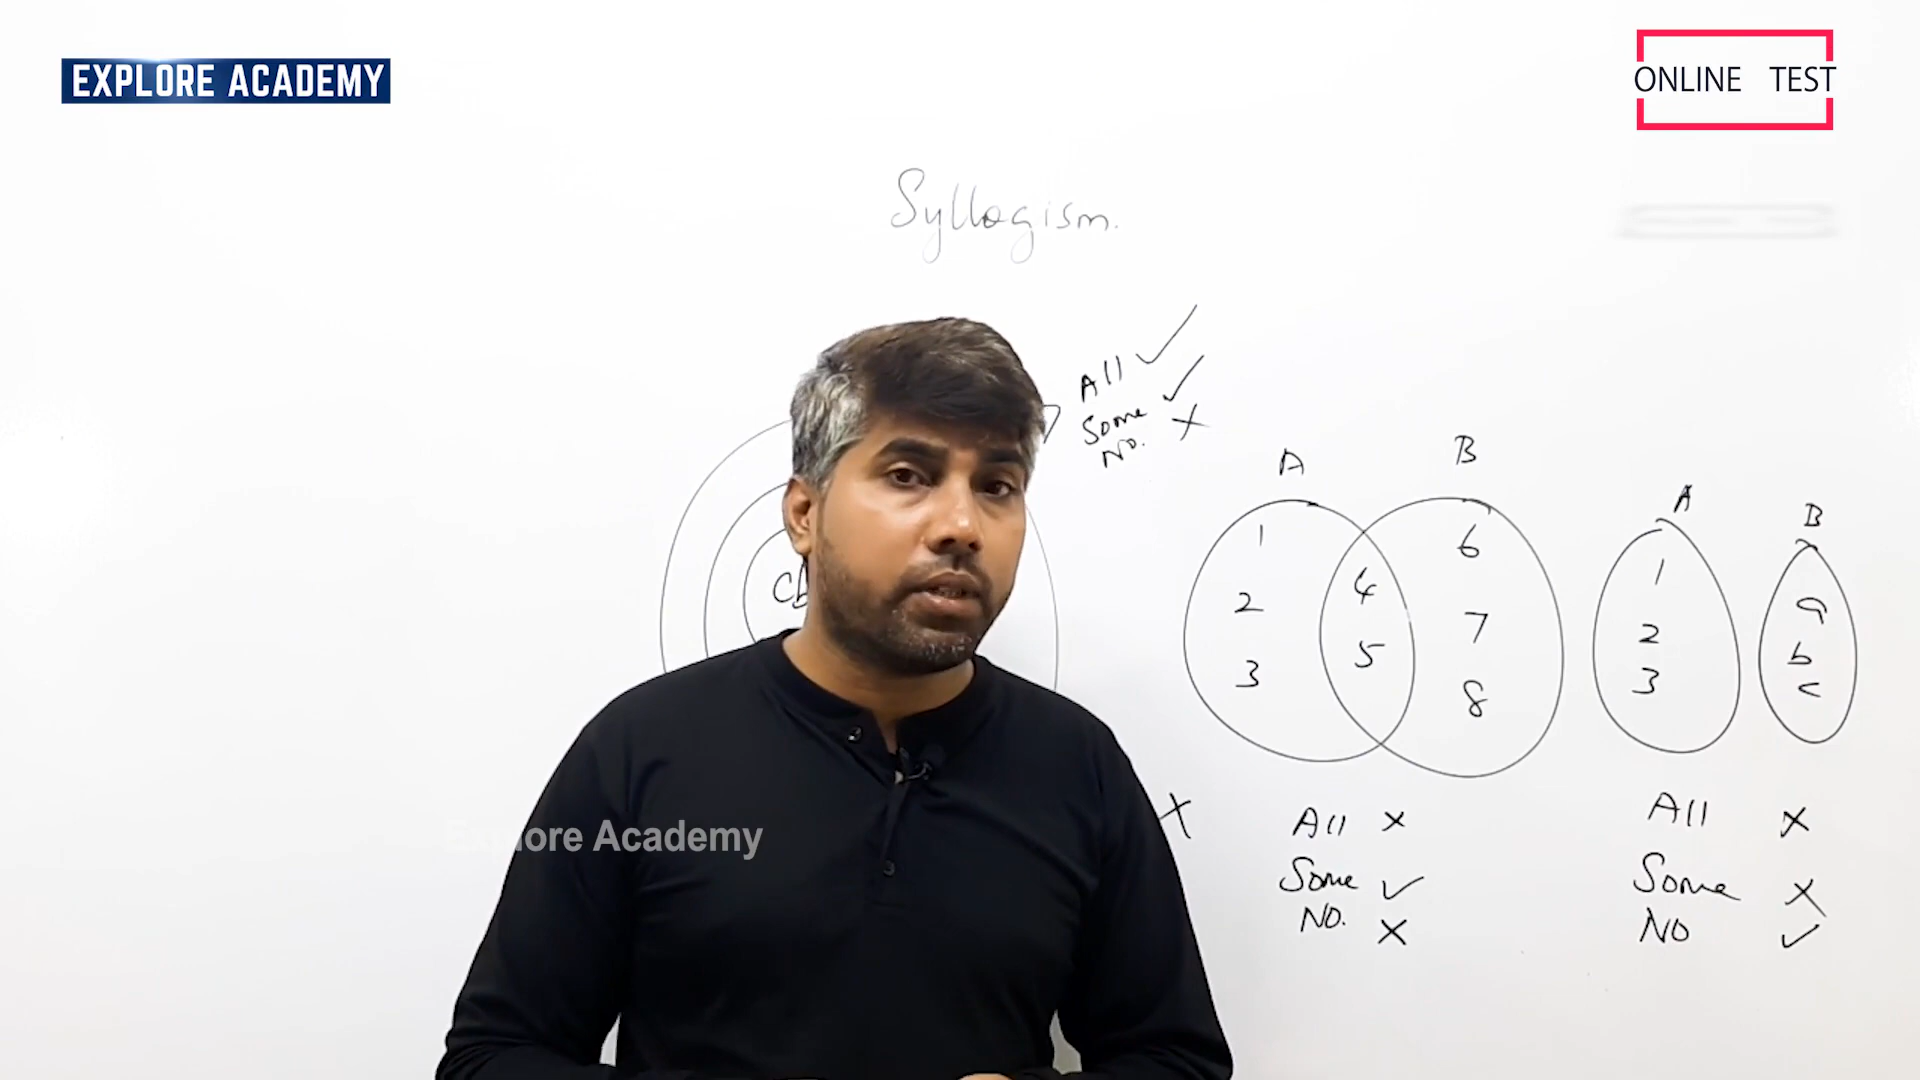 EXPLORE ACADEMY
ONLINE TEST
Syllogism.
All ✓
Some ✓
No. ✗
A B
1
2
3
4
5
6
7
8
A B
1
2
3
a
b
c
✗
All ✗
Some ✓
NO. ✗
All ✗
Some ✗
NO ✓
Explore Academy